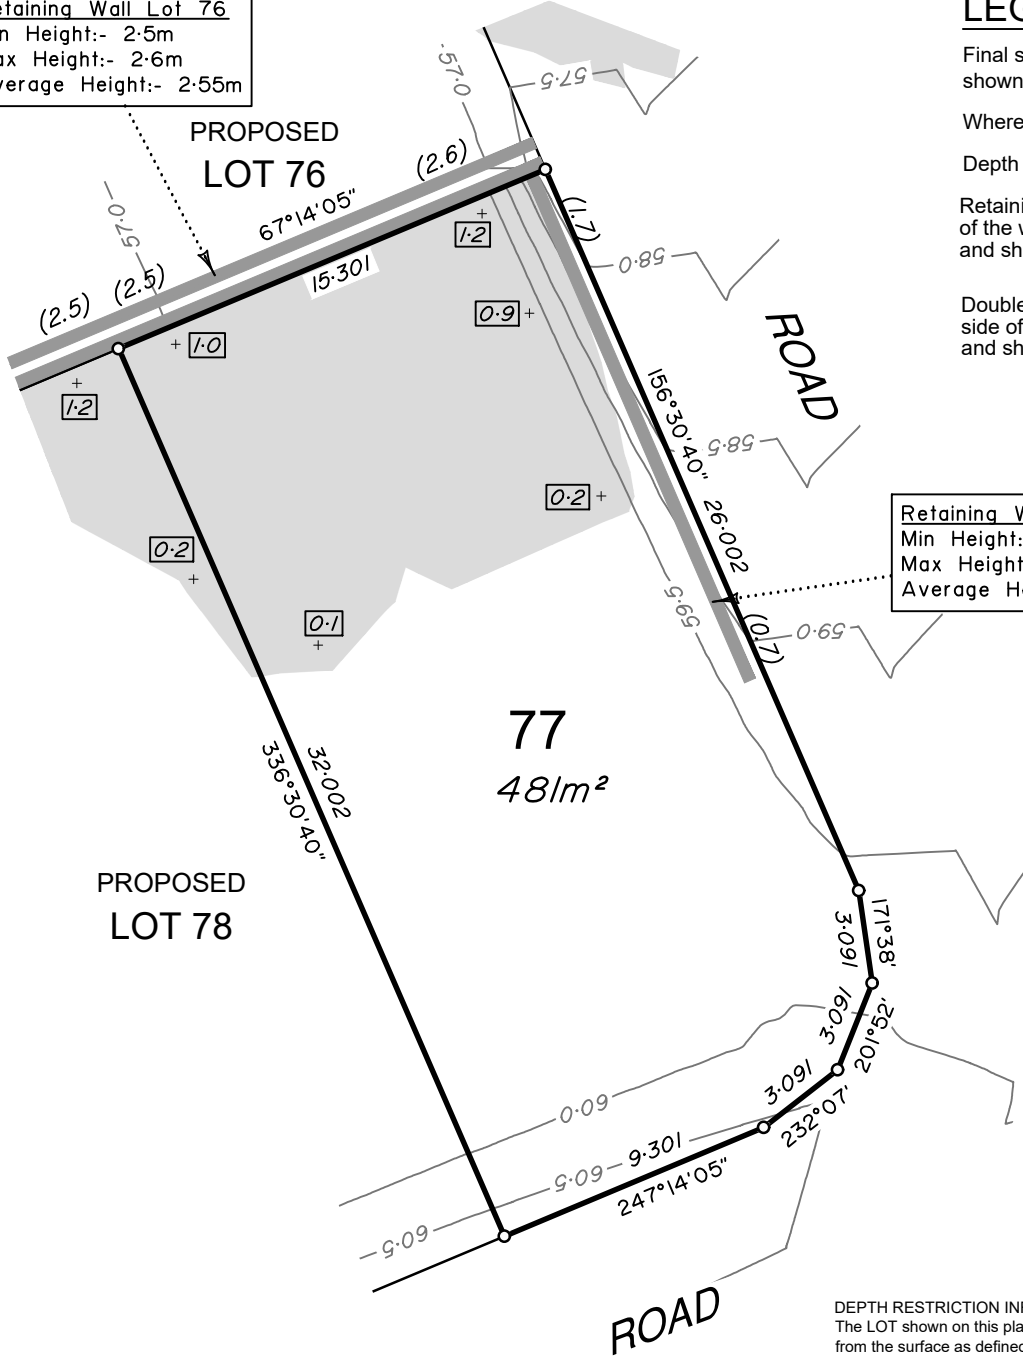 etaining Wall Lot 76
n Height:- 2·5m
ax Height:- 2·6m
verage Height:- 2·55m
PROPOSED
LOT 76
LEG
Final s
shown
Where
Depth
Retaini
of the w
and sh
Double
side of
and sh
57·0
57·5
57·0
(2.6)
67°14'05"
15·301
(2.5)
(2.5)
(1.7)
58·0
1·2
0·9
1·0
1·2
ROAD
156°30'40"
26·002
58·5
0·2
0·2
0·1
Retaining W
Min Height:
Max Height
Average He
59·5
(0.7)
59·0
77
481m²
32·002
336°30'40"
PROPOSED
LOT 78
3·091
171°38'
3·091
201°52'
3·091
232°07'
60·0
9·301
247°14'05"
60·5
60·5
ROAD
DEPTH RESTRICTION INF
The LOT shown on this pla
from the surface as defined